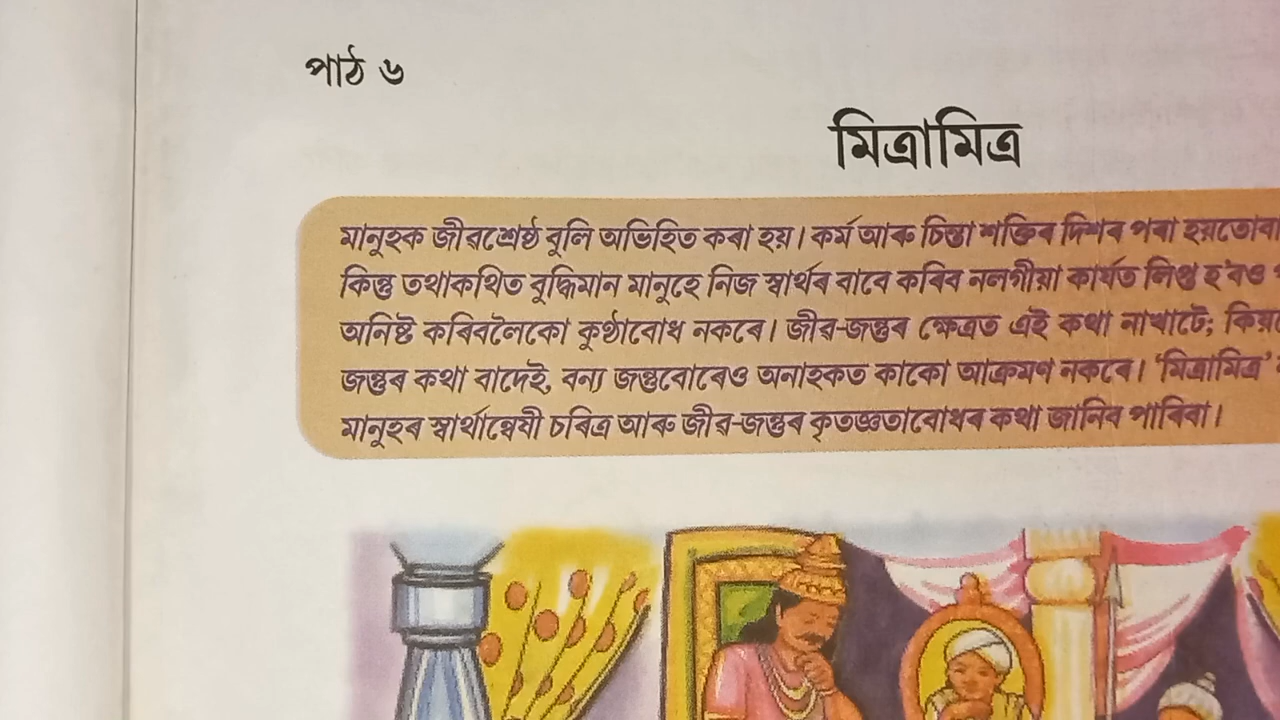 পাঠ ৬
মিত্ৰামিত্ৰ
মানুহক জীৱশ্ৰেষ্ঠ বুলি অভিহিত কৰা হয়। কৰ্ম আৰু চিন্তা শক্তিৰ দিশৰ পৰা হয়তোবা
কিন্তু তথাকথিত বুদ্ধিমান মানুহে নিজ স্বাৰ্থৰ বাবে কৰিব নলগীয়া কাৰ্যত লিপ্ত হ'বও
অনিষ্ট কৰিবলৈকো কুণ্ঠাবোধ নকৰে। জীৱ-জন্তুৰ ক্ষেত্ৰত এই কথা নাখাটে;
জন্তুৰ কথা বাদেই, বন্য জন্তুবোৰেও অনাহকত কাকো আক্ৰমণ নকৰে। 'মিত্ৰামিত্ৰ'
মানুহৰ স্বাৰ্থান্বেষী চৰিত্ৰ আৰু জীৱ-জন্তুৰ কৃতজ্ঞতাবোধৰ কথা জানিব পাৰিবা।